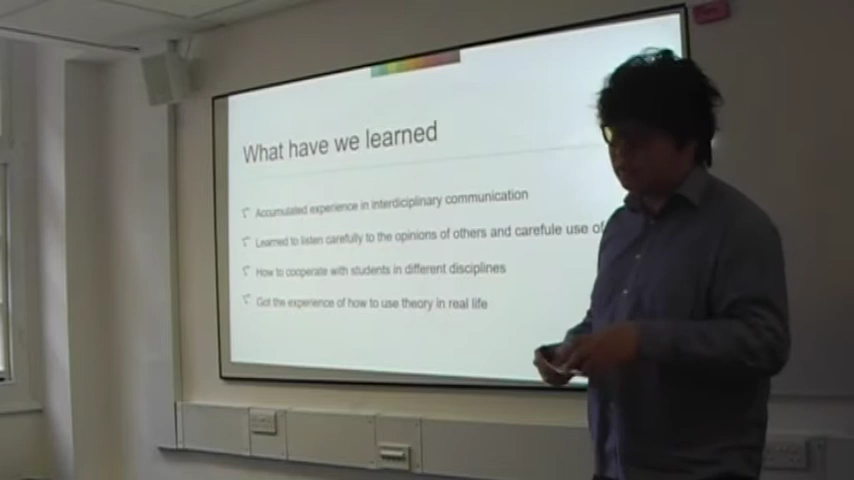 What have we learned
Accumulated experience in interdiciplinary communication
Learned to listen carefully to the opinions of others and carefule use of
How to cooperate with students in different disciplines
Got the experience of how to use theory in real life